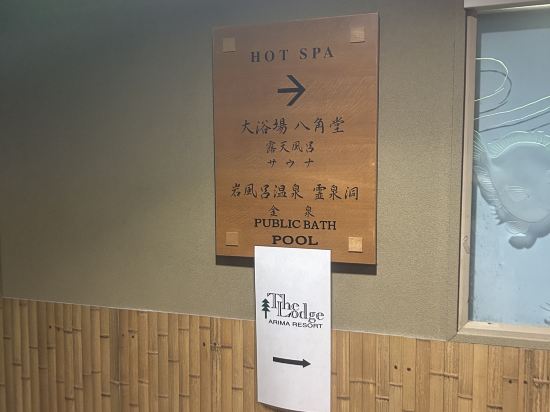 HOT SPA
→
大浴場 八角堂
露天風呂
サウナ
岩風呂温泉 霊泉洞
金泉
PUBLIC BATH
POOL
The Lodge
ARIMA RESORT
→